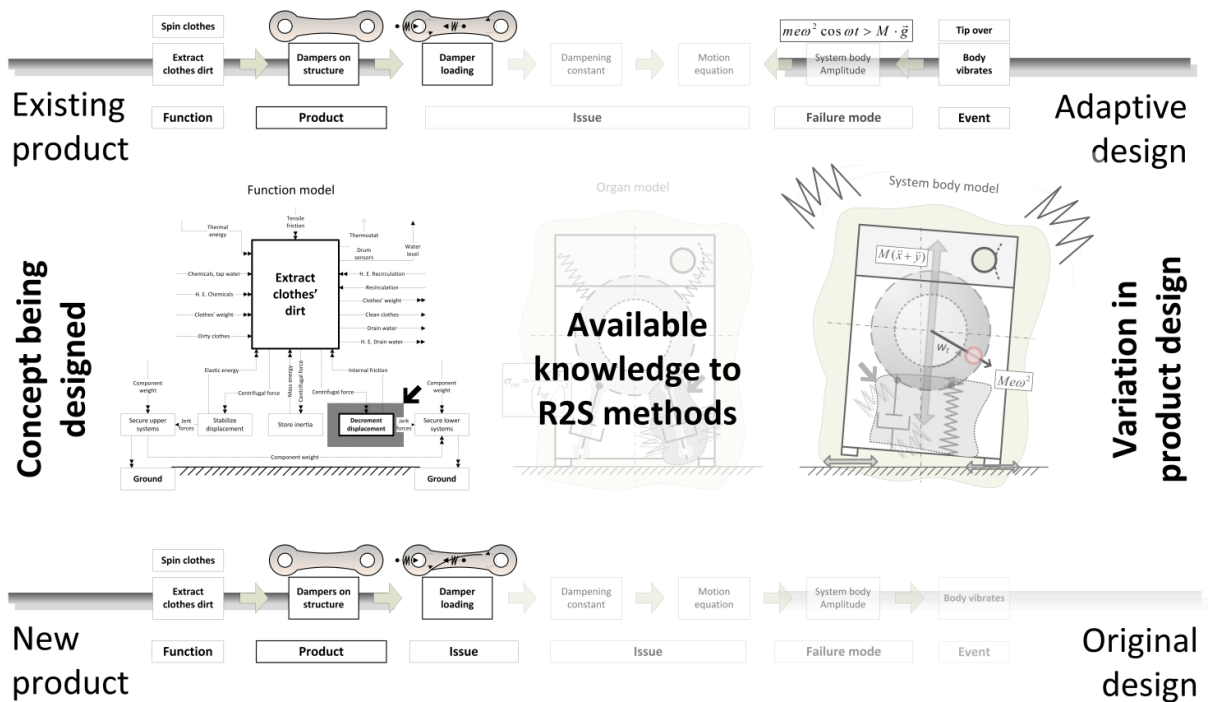 Spin clothes
Extract
clothes dirt
Dampers on
structure
Damper
loading
Dampening
constant
Motion
equation
meω² cos ωt > M · g⃗
System body
Amplitude
Tip over
Body
vibrates
Existing
product
Function
Product
Issue
Failure mode
Event
Adaptive
design
Concept being
designed
Function model
Tensile
friction
Thermal
energy
Thermostat
Drum
sensors
Water
level
Chemicals, tap water
H. E. Chemicals
Clothes' weight
Dirty clothes
Extract
clothes'
dirt
H. E. Recirculation
Recirculation
Clothes' weight
Clean clothes
Drain water
H. E. Drain water
Elastic energy
Mass energy
Centrifugal force
Internal friction
Component
weight
Centrifugal force
Centrifugal force
Component
weight
Secure upper
systems
Jerk
forces
Stabilize
displacement
Store inertia
Decrement
displacement
Jerk
forces
Secure lower
systems
Component weight
Ground
Ground
Organ model
Available
knowledge to
R2S methods
System body model
M(ẍ + ÿ)
Meω²
Variation in
product design
Spin clothes
Extract
clothes dirt
Dampers on
structure
Damper
loading
Dampening
constant
Motion
equation
System body
Amplitude
Body vibrates
New
product
Function
Product
Issue
Issue
Failure mode
Event
Original
design